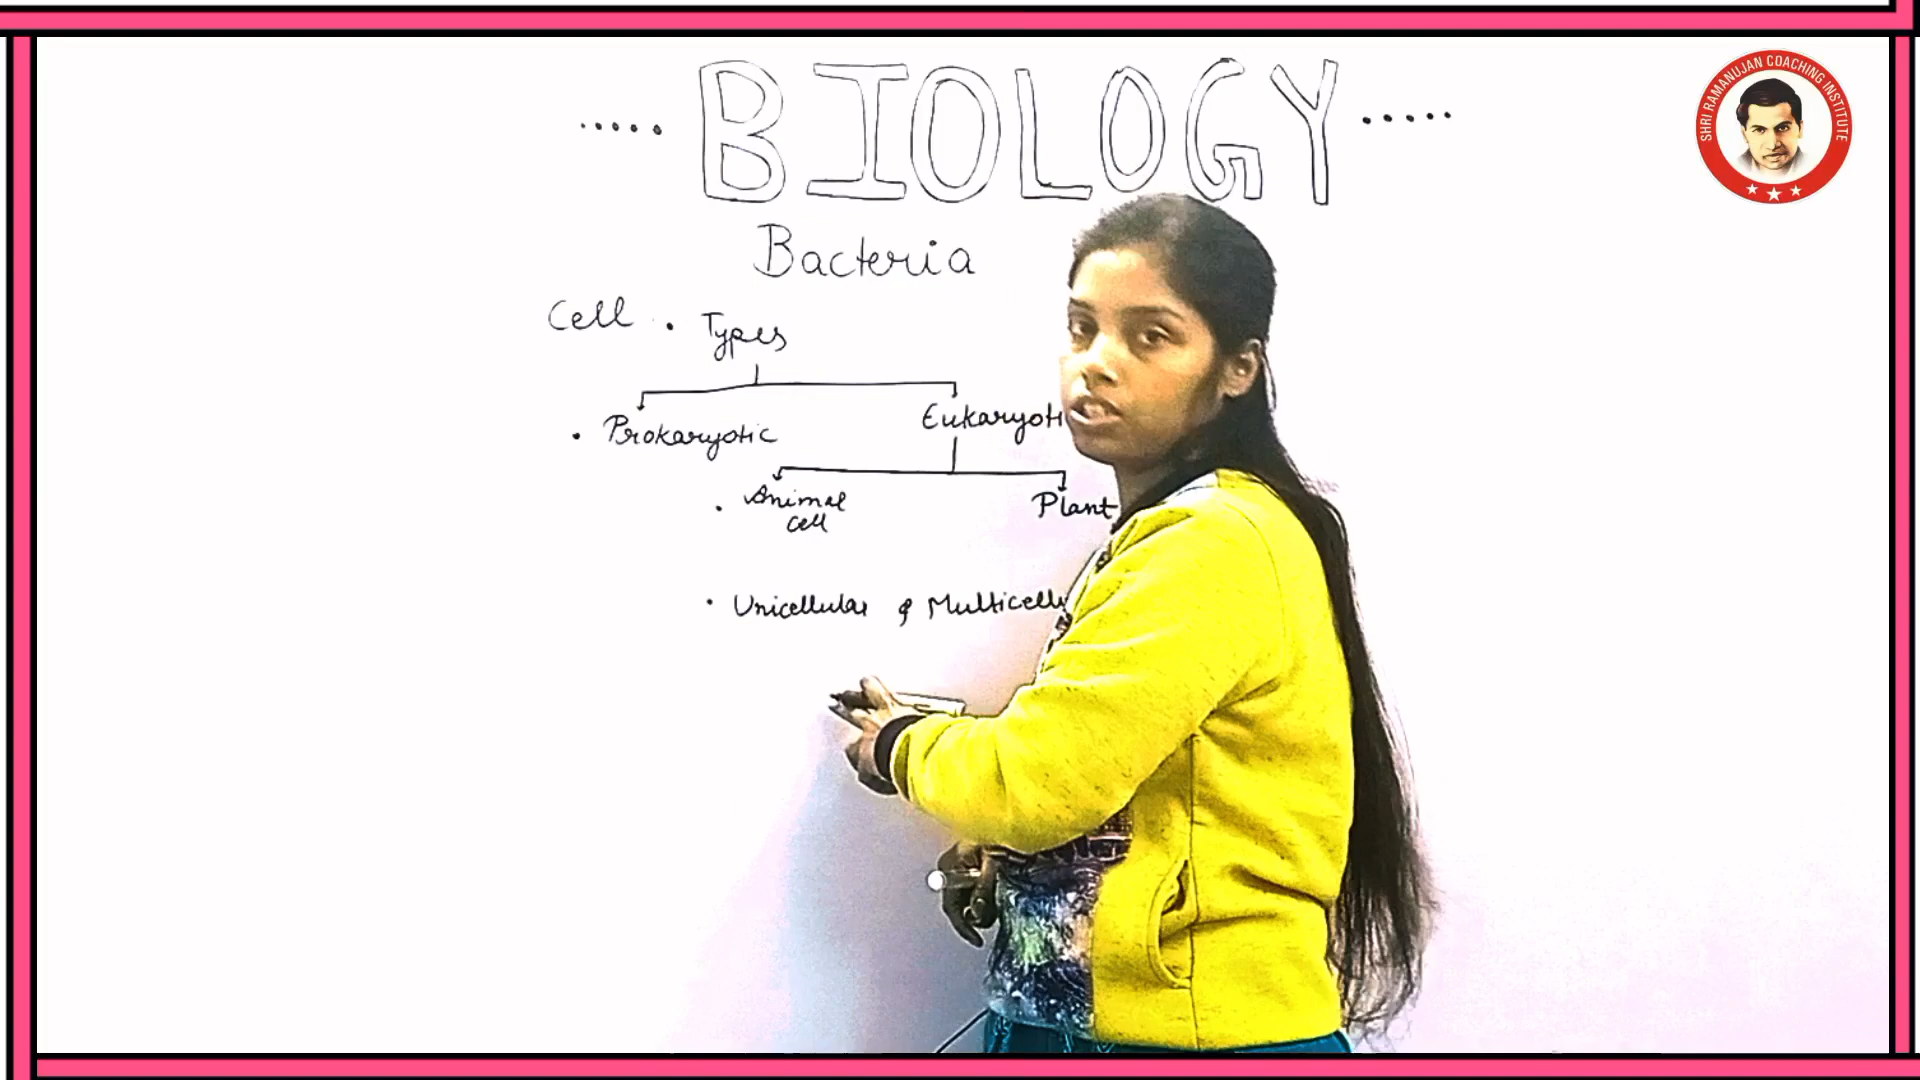 BIOLOGY
SHRI RAMANUJAN COACHING INSTITUTE
Bacteria
Cell • Types
• Prokaryotic Eukaryoti
• Animal Plant
cell
• Unicellular & Multicellu